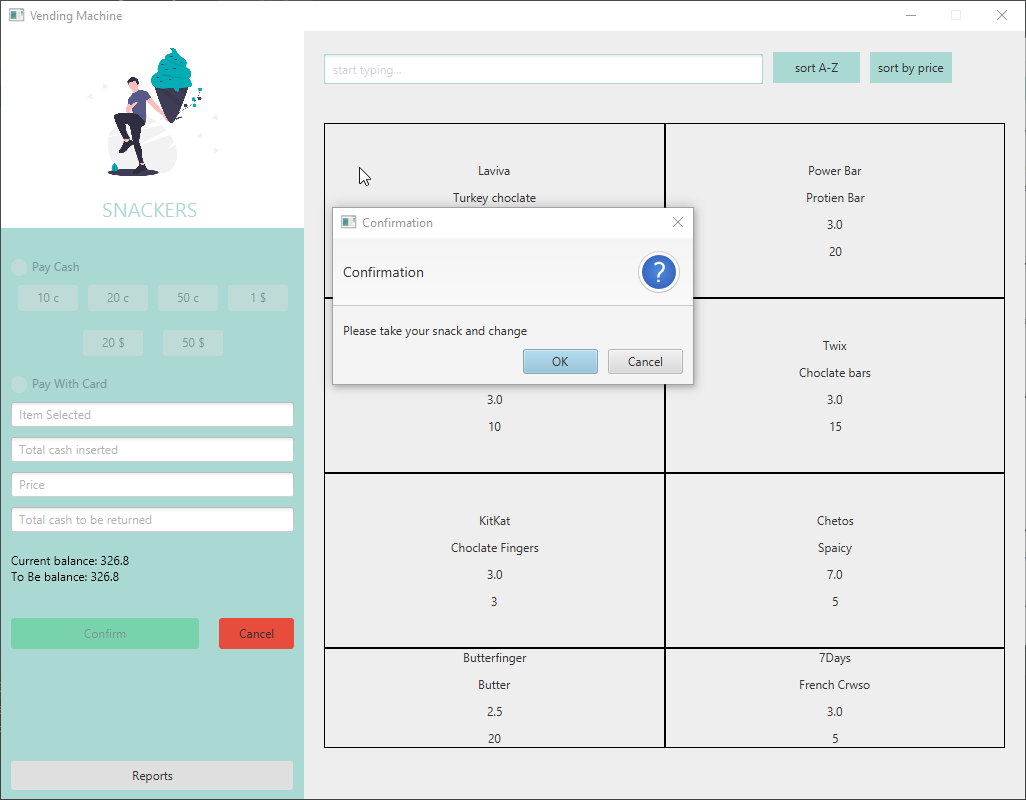 Vending Machine
SNACKERS
Pay Cash
10 c
20 c
50 c
1 $
20 $
50 $
Pay With Card
Item Selected
Total cash inserted
Price
Total cash to be returned
Current balance: 326.8
To Be balance: 326.8
Confirm
Cancel
Reports
start typing...
sort A-Z
sort by price
Laviva
Turkey choclate
Power Bar
Protien Bar
3.0
20
Confirmation
Confirmation
?
Please take your snack and change
OK
Cancel
3.0
10
Twix
Choclate bars
3.0
15
KitKat
Choclate Fingers
3.0
3
Chetos
Spaicy
7.0
5
Butterfinger
Butter
2.5
20
7Days
French Crwso
3.0
5